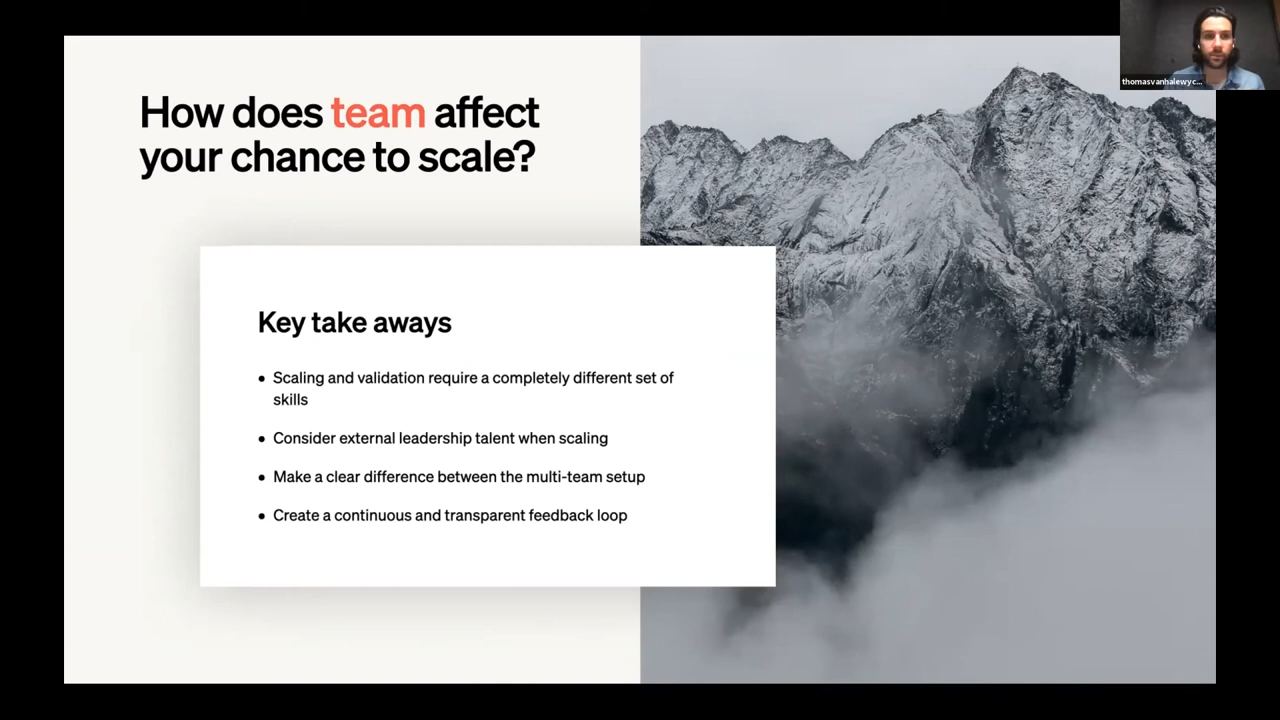 How does team affect
your chance to scale?
Key take aways
• Scaling and validation require a completely different set of
skills
• Consider external leadership talent when scaling
• Make a clear difference between the multi-team setup
• Create a continuous and transparent feedback loop
thomasvanhalewyc...